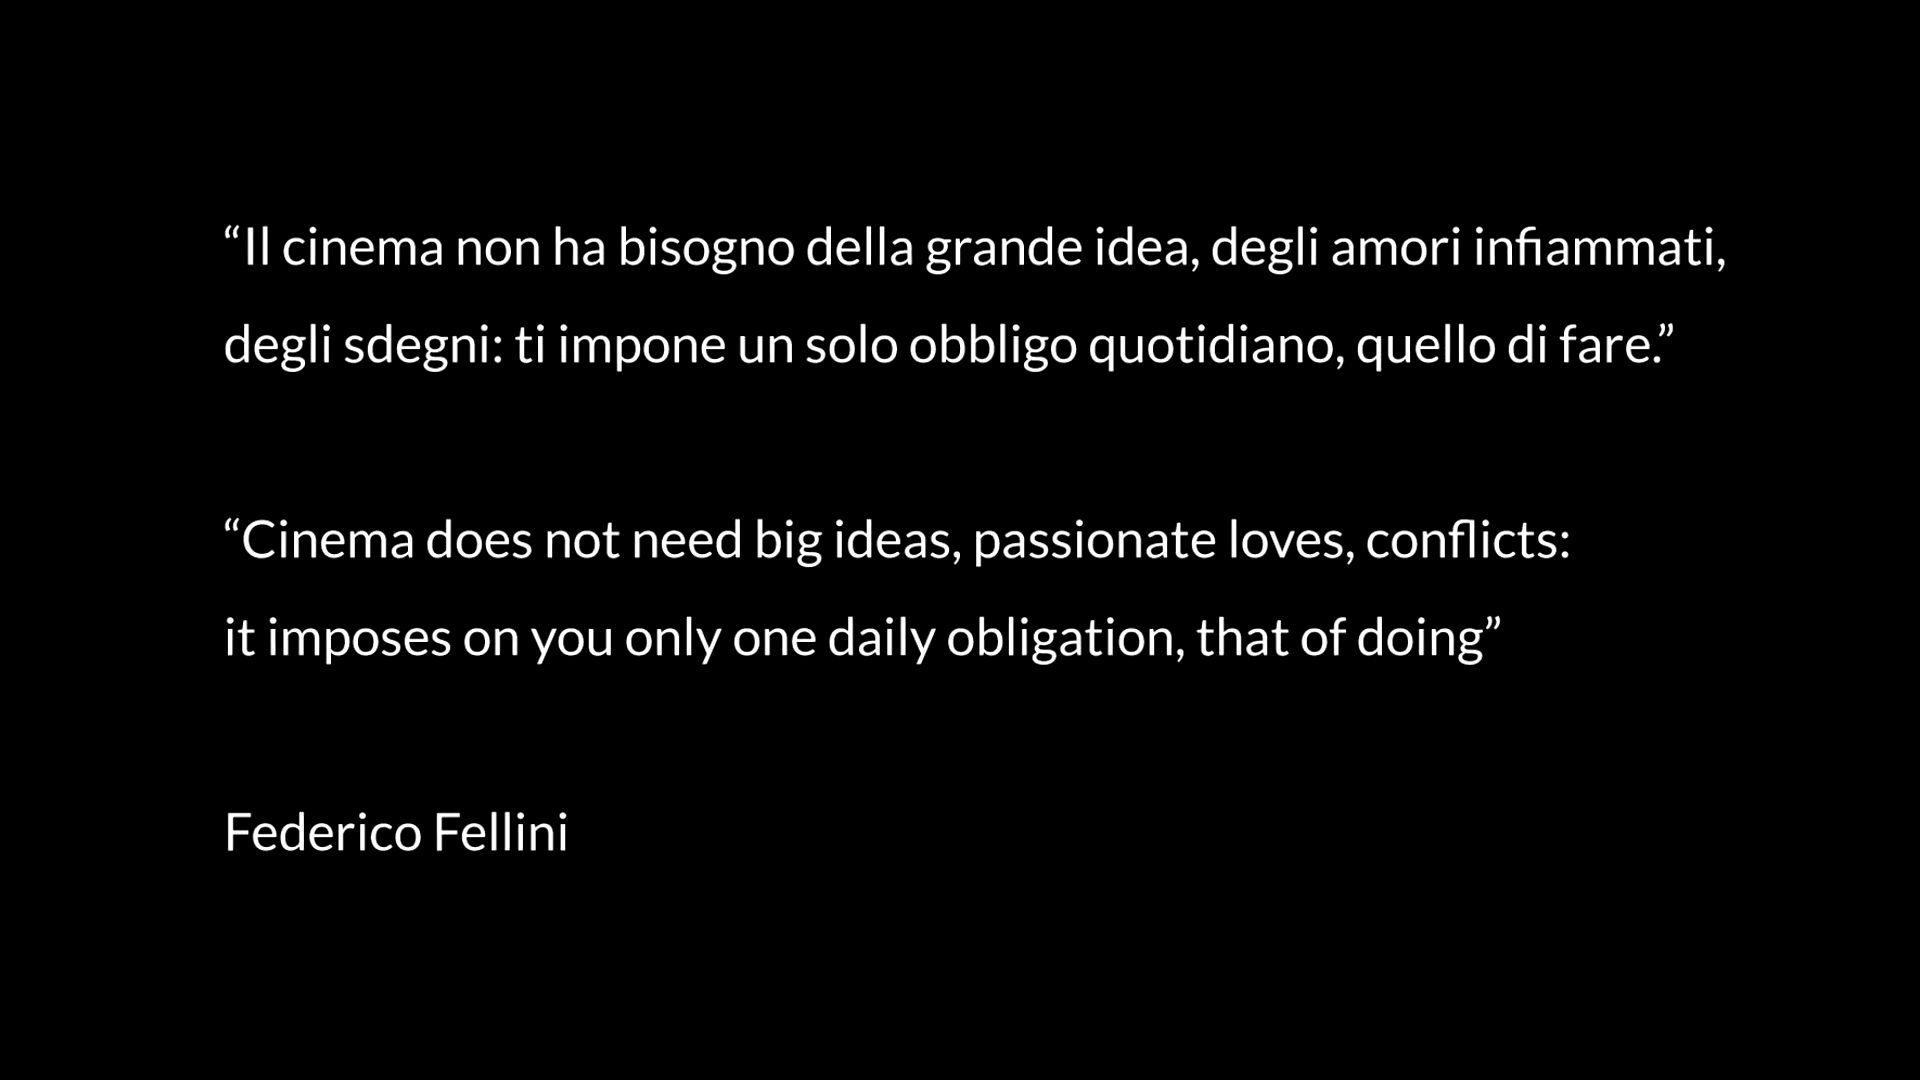 “Il cinema non ha bisogno della grande idea, degli amori infiammati,
degli sdegni: ti impone un solo obbligo quotidiano, quello di fare.”
“Cinema does not need big ideas, passionate loves, conflicts:
it imposes on you only one daily obligation, that of doing”
Federico Fellini